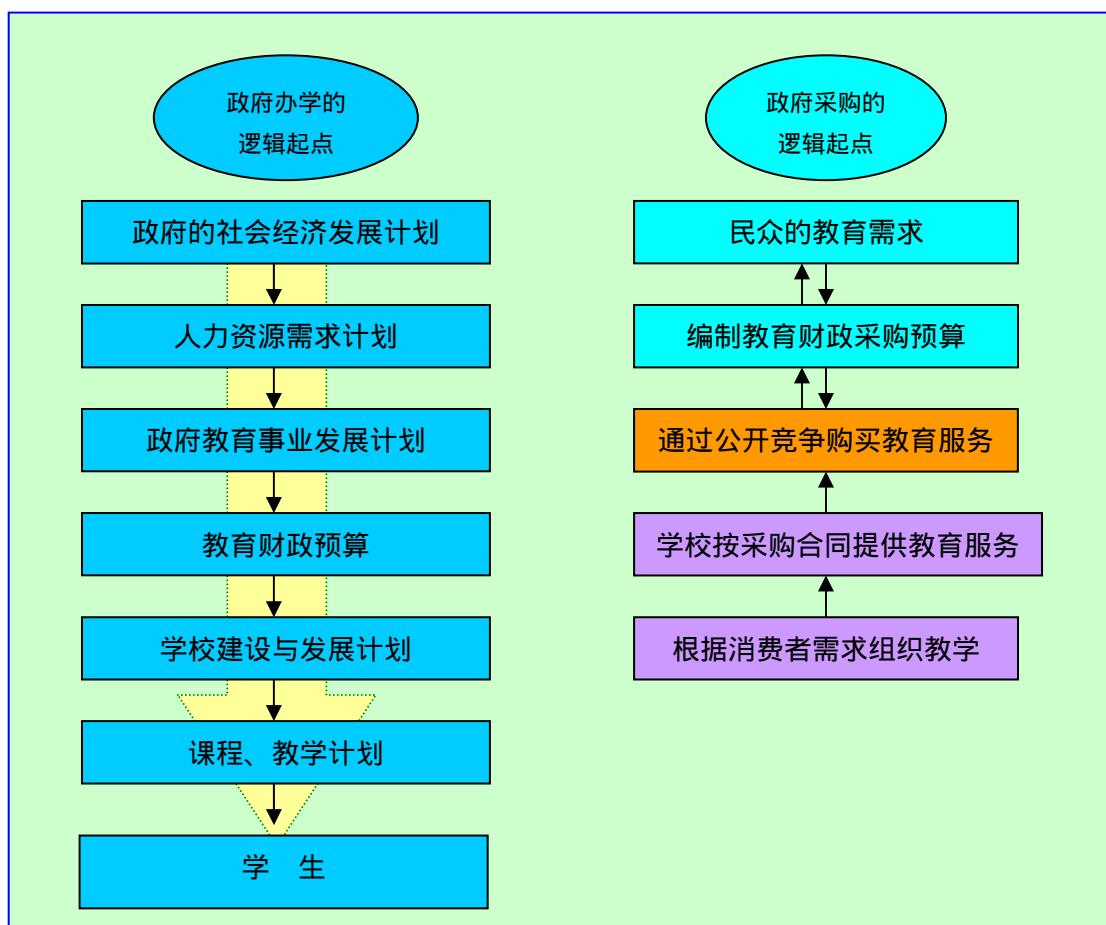 政府办学的
逻辑起点
政府的社会经济发展计划
人力资源需求计划
政府教育事业发展计划
教育财政预算
学校建设与发展计划
课程、教学计划
学 生
政府采购的
逻辑起点
民众的教育需求
编制教育财政采购预算
通过公开竞争购买教育服务
学校按采购合同提供教育服务
根据消费者需求组织教学